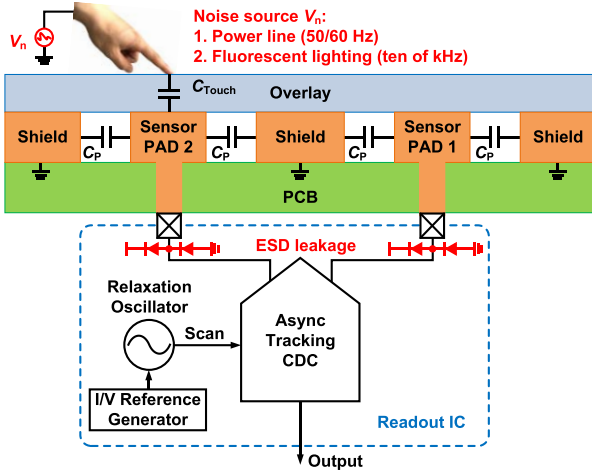 Noise source Vn:
1. Power line (50/60 Hz)
2. Fluorescent lighting (ten of kHz)
Vn
CTouch
Overlay
Shield
CP
Sensor
PAD 2
CP
Shield
CP
Sensor
PAD 1
CP
Shield
PCB
ESD leakage
Relaxation
Oscillator
Scan
Async
Tracking
CDC
I/V Reference
Generator
Readout IC
Output